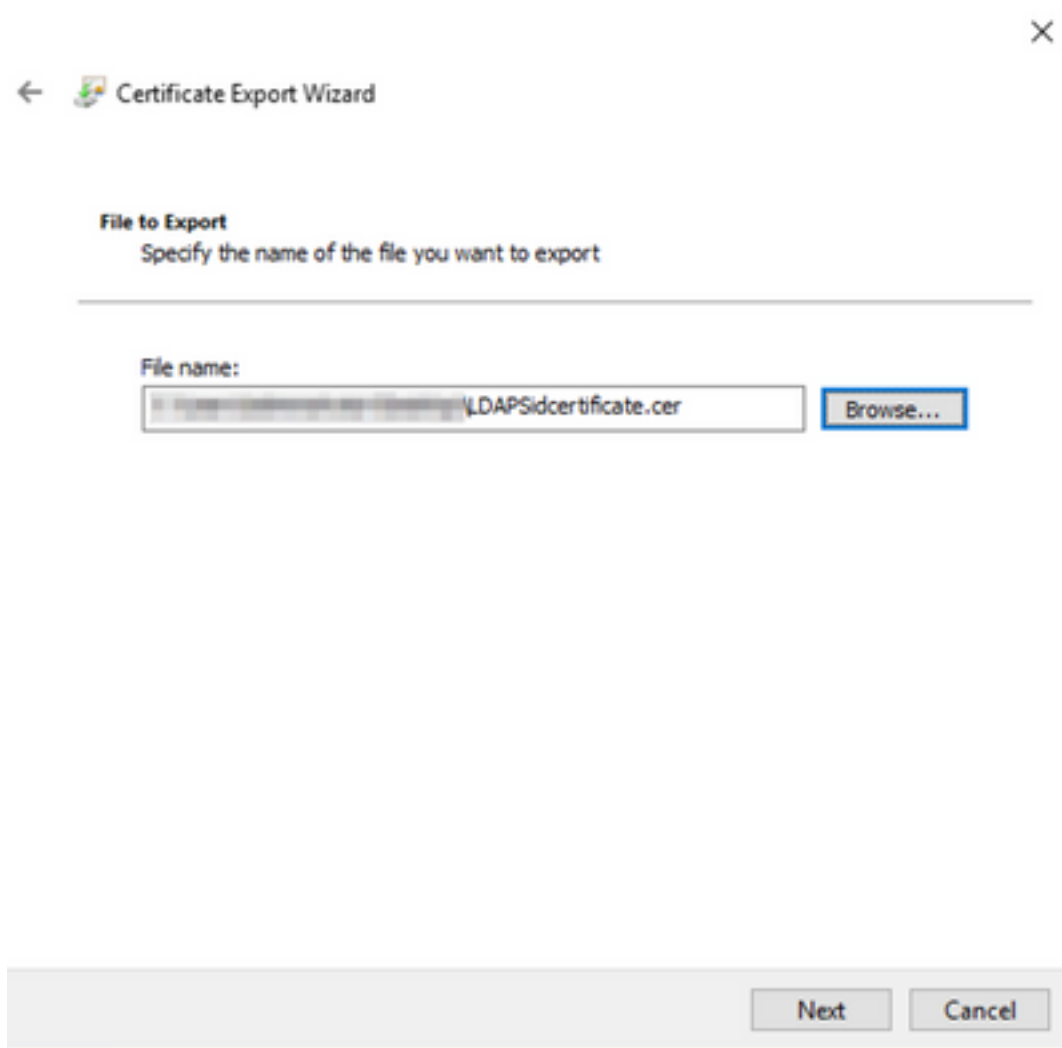 Certificate Export Wizard
File to Export
Specify the name of the file you want to export
File name:
\LDAPSidcertificate.cer
Browse...
Next
Cancel